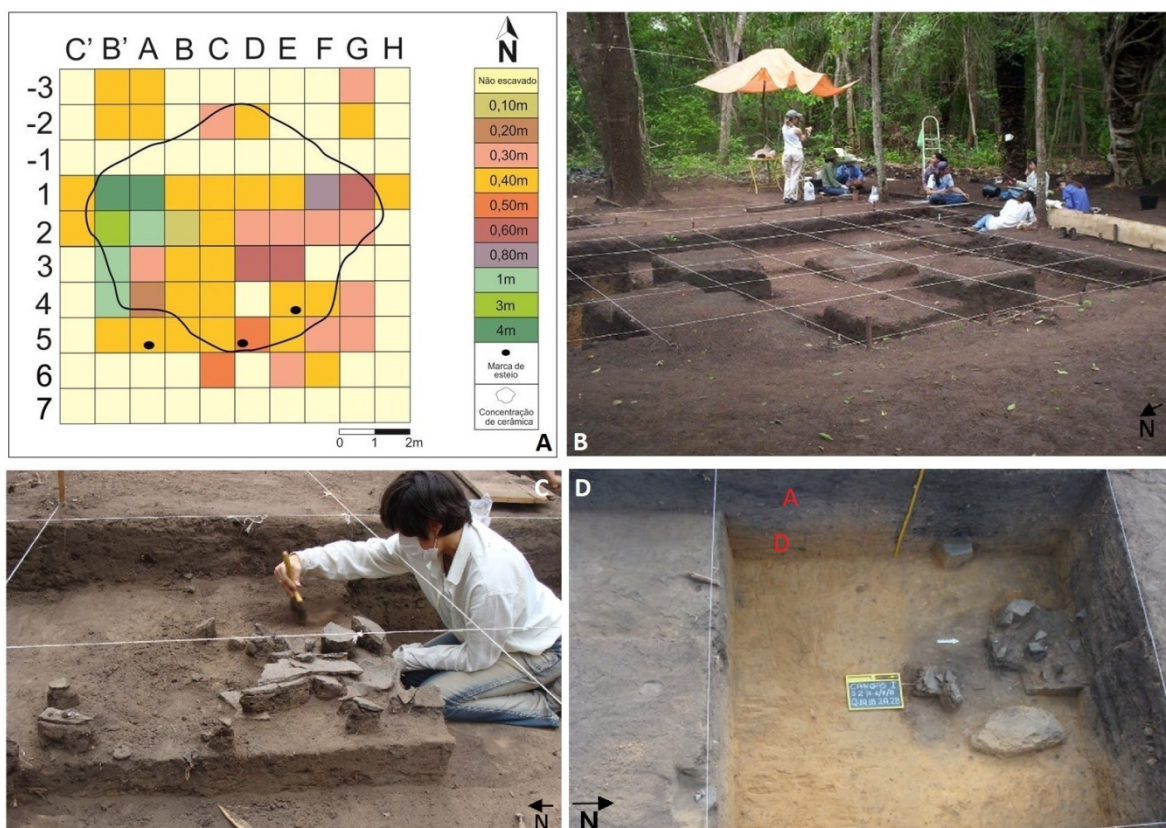 C' B' A B C D E F G H
-3
-2
-1
1
2
3
4
5
6
7
N
Não escavado
0,10m
0,20m
0,30m
0,40m
0,50m
0,60m
0,80m
1m
3m
4m
Marca de
esteio
Concentração
de cerâmica
0 1 2m
A
B
N
C
N
D
A
D
N